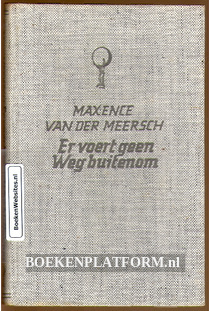 MAXENCE
VAN DER MEERSCH
Er voert geen
Weg buitenom
BoekenWebsites.nl
BOEKENPLATFORM.nl